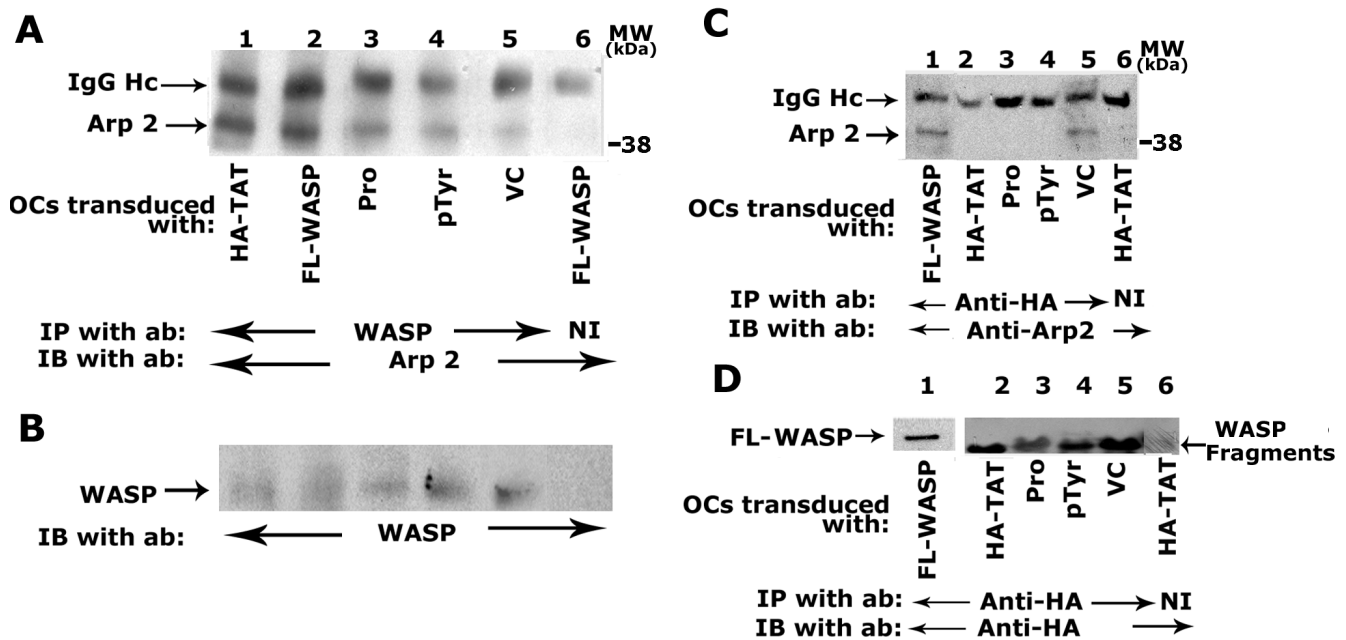 A
1 2 3 4 5 6 MW
(kDa)
IgG Hc
Arp 2
-38
OCs transduced
with:
HA-TAT
FL-WASP
Pro
pTyr
VC
FL-WASP
IP with ab: WASP NI
IB with ab: Arp 2
B
WASP
IB with ab: WASP
C
1 2 3 4 5 6 MW
(kDa)
IgG Hc
Arp 2
-38
OCs transduced
with:
FL-WASP
HA-TAT
Pro
pTyr
VC
HA-TAT
IP with ab: Anti-HA NI
IB with ab: Anti-Arp2
D
1 2 3 4 5 6
FL-WASP
WASP
Fragments
OCs transduced
with:
FL-WASP
HA-TAT
Pro
pTyr
VC
HA-TAT
IP with ab: Anti-HA NI
IB with ab: Anti-HA